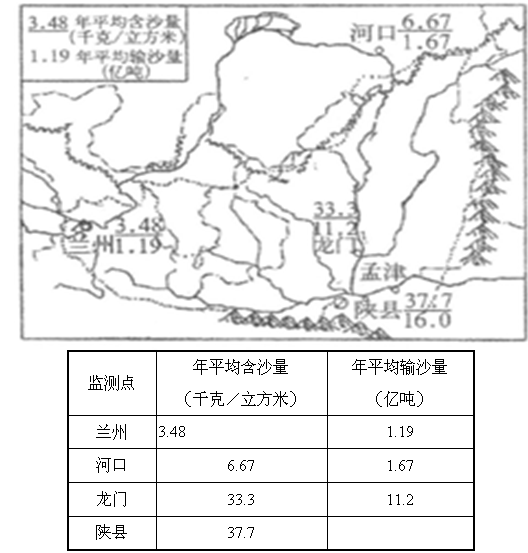 3.48 年平均含沙量
(千克／立方米)
1.19 年平均输沙量
(亿吨)
河口 6.67
1.67
33.3
11.2
龙门
兰州 3.48
1.19
孟津
陕县 37.7
16.0
监测点 年平均含沙量 (千克／立方米) 年平均输沙量 (亿吨)
兰州 3.48 1.19
河口 6.67 1.67
龙门 33.3 11.2
陕县 37.7